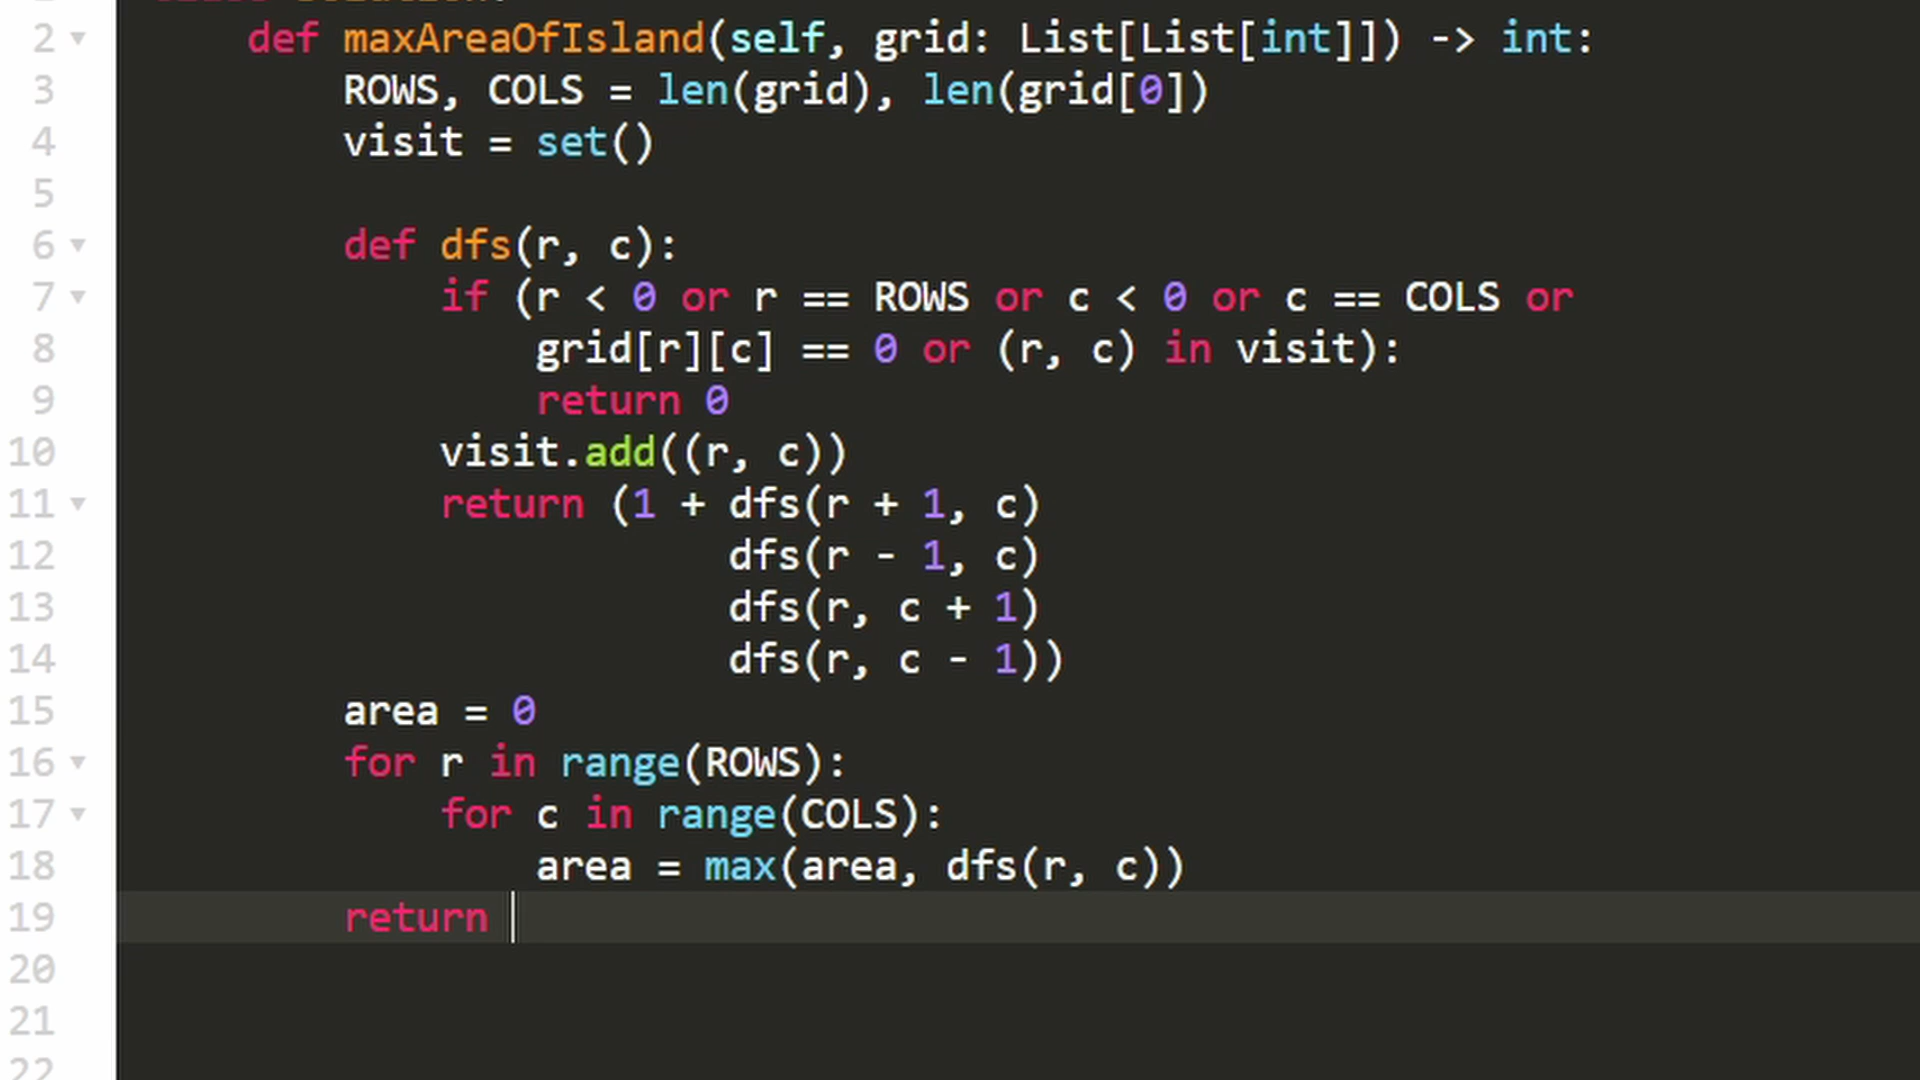 2 def maxAreaOfIsland(self, grid: List[List[int]]) -> int:
3 ROWS, COLS = len(grid), len(grid[0])
4 visit = set()
5
6 def dfs(r, c):
7 if (r < 0 or r == ROWS or c < 0 or c == COLS or
8 grid[r][c] == 0 or (r, c) in visit):
9 return 0
10 visit.add((r, c))
11 return (1 + dfs(r + 1, c)
12 dfs(r - 1, c)
13 dfs(r, c + 1)
14 dfs(r, c - 1))
15 area = 0
16 for r in range(ROWS):
17 for c in range(COLS):
18 area = max(area, dfs(r, c))
19 return
20
21
22